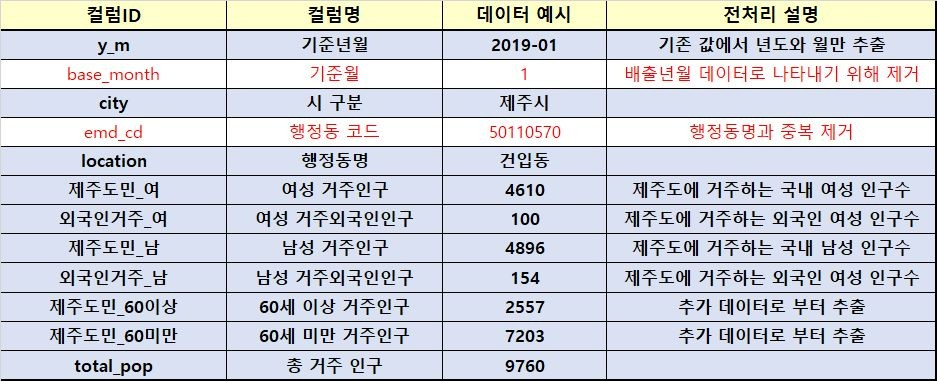 컬럼ID 컬럼명 데이터 예시 전처리 설명
y_m 기준년월 2019-01 기존 값에서 년도와 월만 추출
base_month 기준월 1 배출년월 데이터로 나타내기 위해 제거
city 시 구분 제주시
emd_cd 행정동 코드 50110570 행정동명과 중복 제거
location 행정동명 건입동
제주도민_여 여성 거주인구 4610 제주도에 거주하는 국내 여성 인구수
외국인거주_여 여성 거주외국인인구 100 제주도에 거주하는 외국인 여성 인구수
제주도민_남 남성 거주인구 4896 제주도에 거주하는 국내 남성 인구수
외국인거주_남 남성 거주외국인인구 154 제주도에 거주하는 외국인 여성 인구수
제주도민_60이상 60세 이상 거주인구 2557 추가 데이터로 부터 추출
제주도민_60미만 60세 미만 거주인구 7203 추가 데이터로 부터 추출
total_pop 총 거주 인구 9760